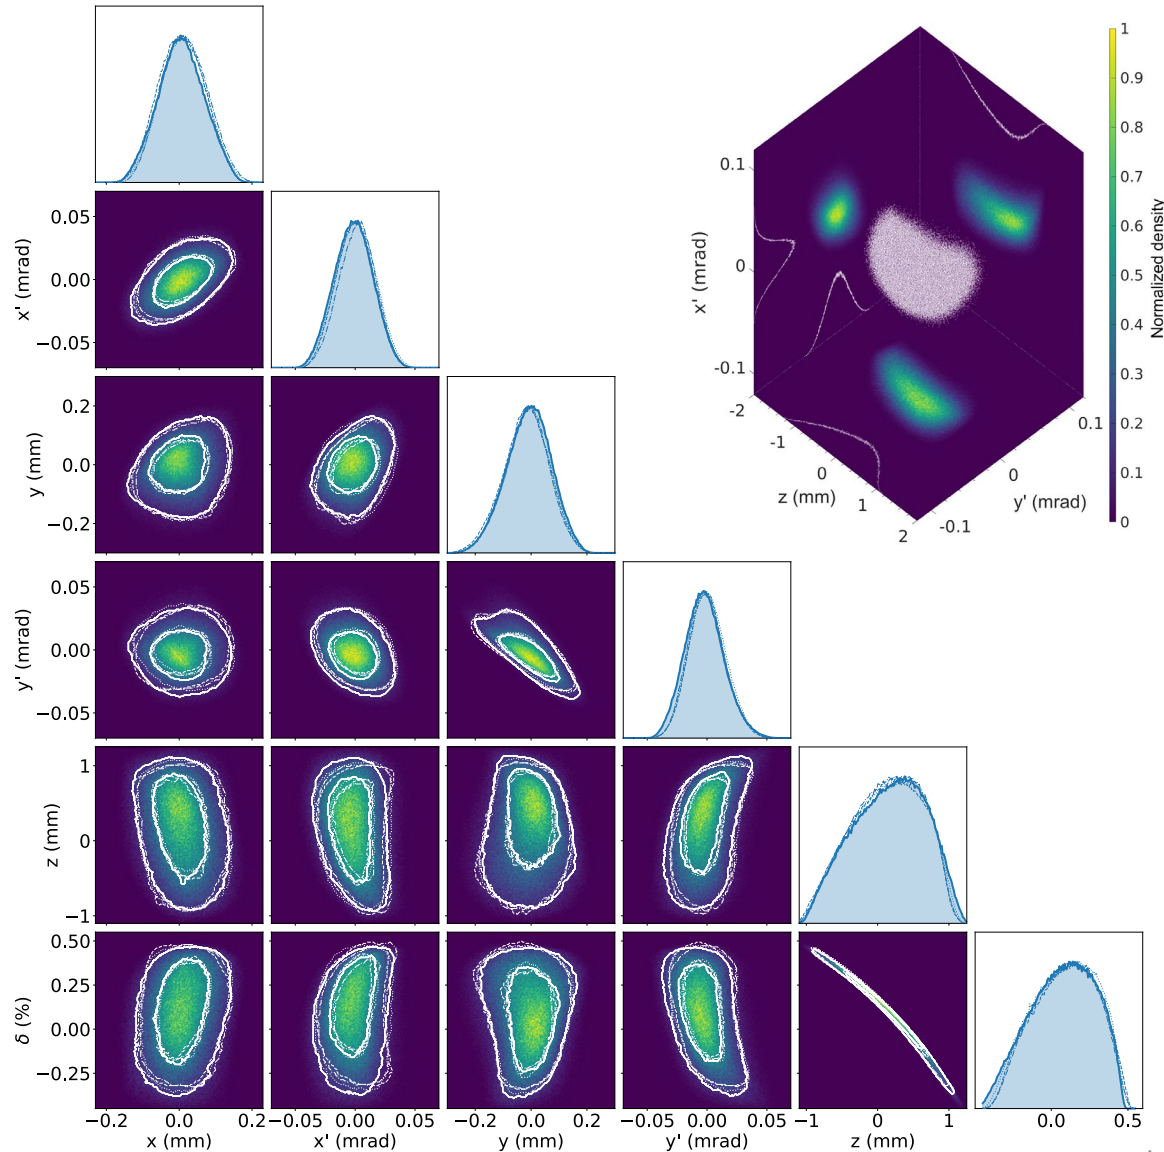 1
0.9
0.8
0.7
0.6
0.5
0.4
0.3
0.2
0.1
0
Normalized density
0.1
0
-0.1
x' (mrad)
-2
-1
0
1
2
z (mm)
-0.1
0
0.1
y' (mrad)
0.05
0.00
−0.05
x' (mrad)
0.2
0.0
−0.2
y (mm)
0.05
0.00
−0.05
y' (mrad)
1
0
−1
z (mm)
0.50
0.25
0.00
−0.25
δ (%)
−0.2 0.0 0.2
x (mm)
−0.05 0.00 0.05
x' (mrad)
−0.2 0.0 0.2
y (mm)
−0.05 0.00 0.05
y' (mrad)
−1 0 1
z (mm)
0.0 0.5